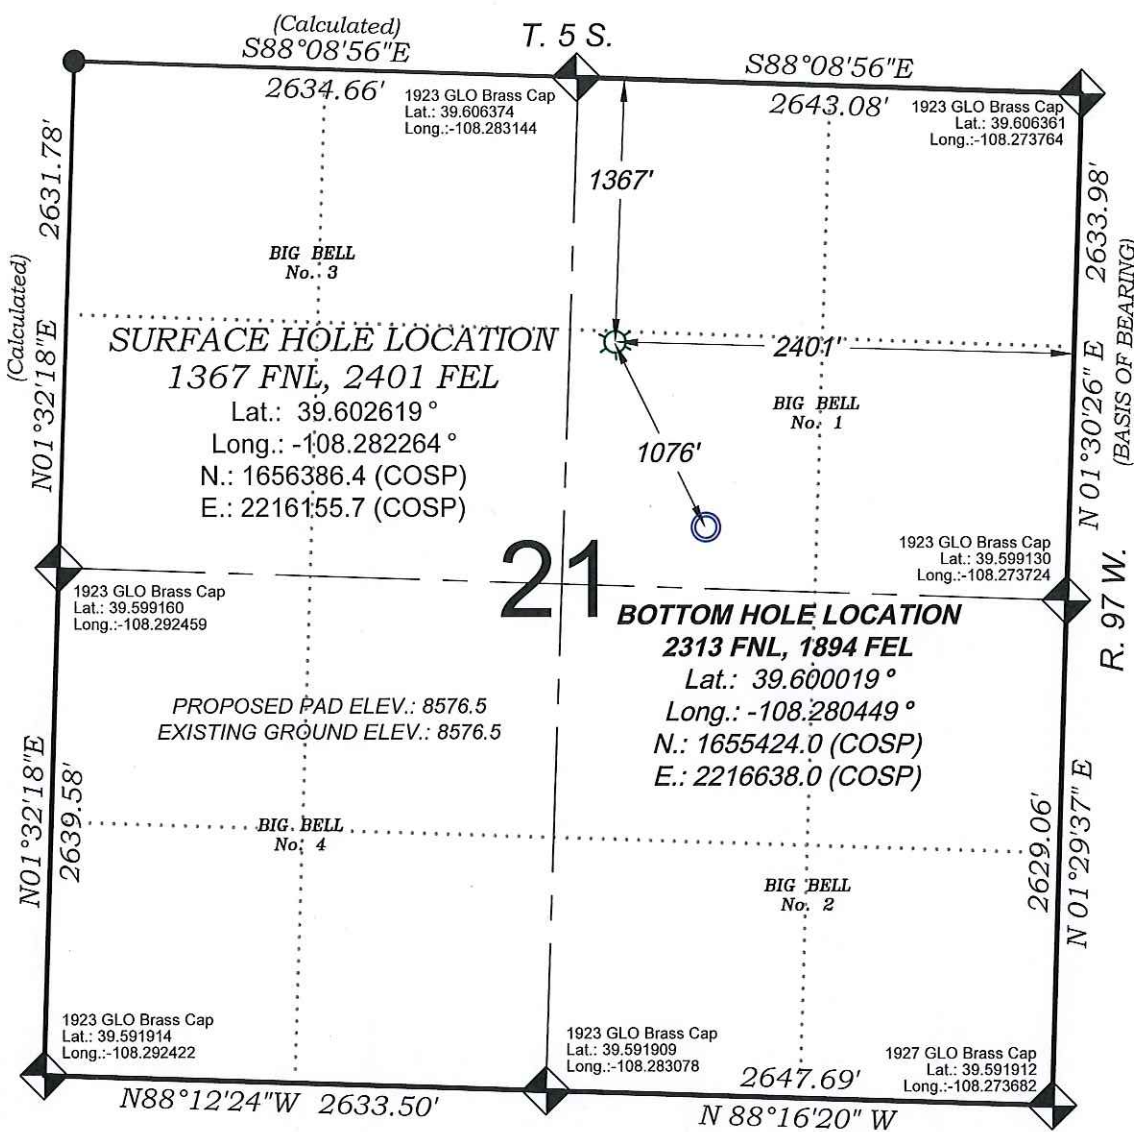 (Calculated)
S88°08'56"E
T. 5 S.
S88°08'56"E
2634.66'
2643.08'
1923 GLO Brass Cap
Lat.: 39.606374
Long.:-108.283144
1923 GLO Brass Cap
Lat.: 39.606361
Long.:-108.273764
2631.78'
(Calculated)
N01°32'18"E
1367'
2633.98'
N 01°30'26" E
(BASIS OF BEARING)
BIG BELL
No. 3
SURFACE HOLE LOCATION
1367 FNL, 2401 FEL
Lat.: 39.602619 °
Long.: -108.282264 °
N.: 1656386.4 (COSP)
E.: 2216155.7 (COSP)
2401'
BIG BELL
No. 1
1076'
1923 GLO Brass Cap
Lat.: 39.599130
Long.:-108.273724
R. 97 W.
21
1923 GLO Brass Cap
Lat.: 39.599160
Long.:-108.292459
BOTTOM HOLE LOCATION
2313 FNL, 1894 FEL
Lat.: 39.600019 °
Long.: -108.280449 °
N.: 1655424.0 (COSP)
E.: 2216638.0 (COSP)
PROPOSED PAD ELEV.: 8576.5
EXISTING GROUND ELEV.: 8576.5
N01°32'18"E
2639.58'
BIG BELL
No. 4
BIG BELL
No. 2
2629.06'
N 01°29'37" E
1923 GLO Brass Cap
Lat.: 39.591914
Long.:-108.292422
1923 GLO Brass Cap
Lat.: 39.591909
Long.:-108.283078
1927 GLO Brass Cap
Lat.: 39.591912
Long.:-108.273682
N88°12'24"W 2633.50'
2647.69'
N 88°16'20" W